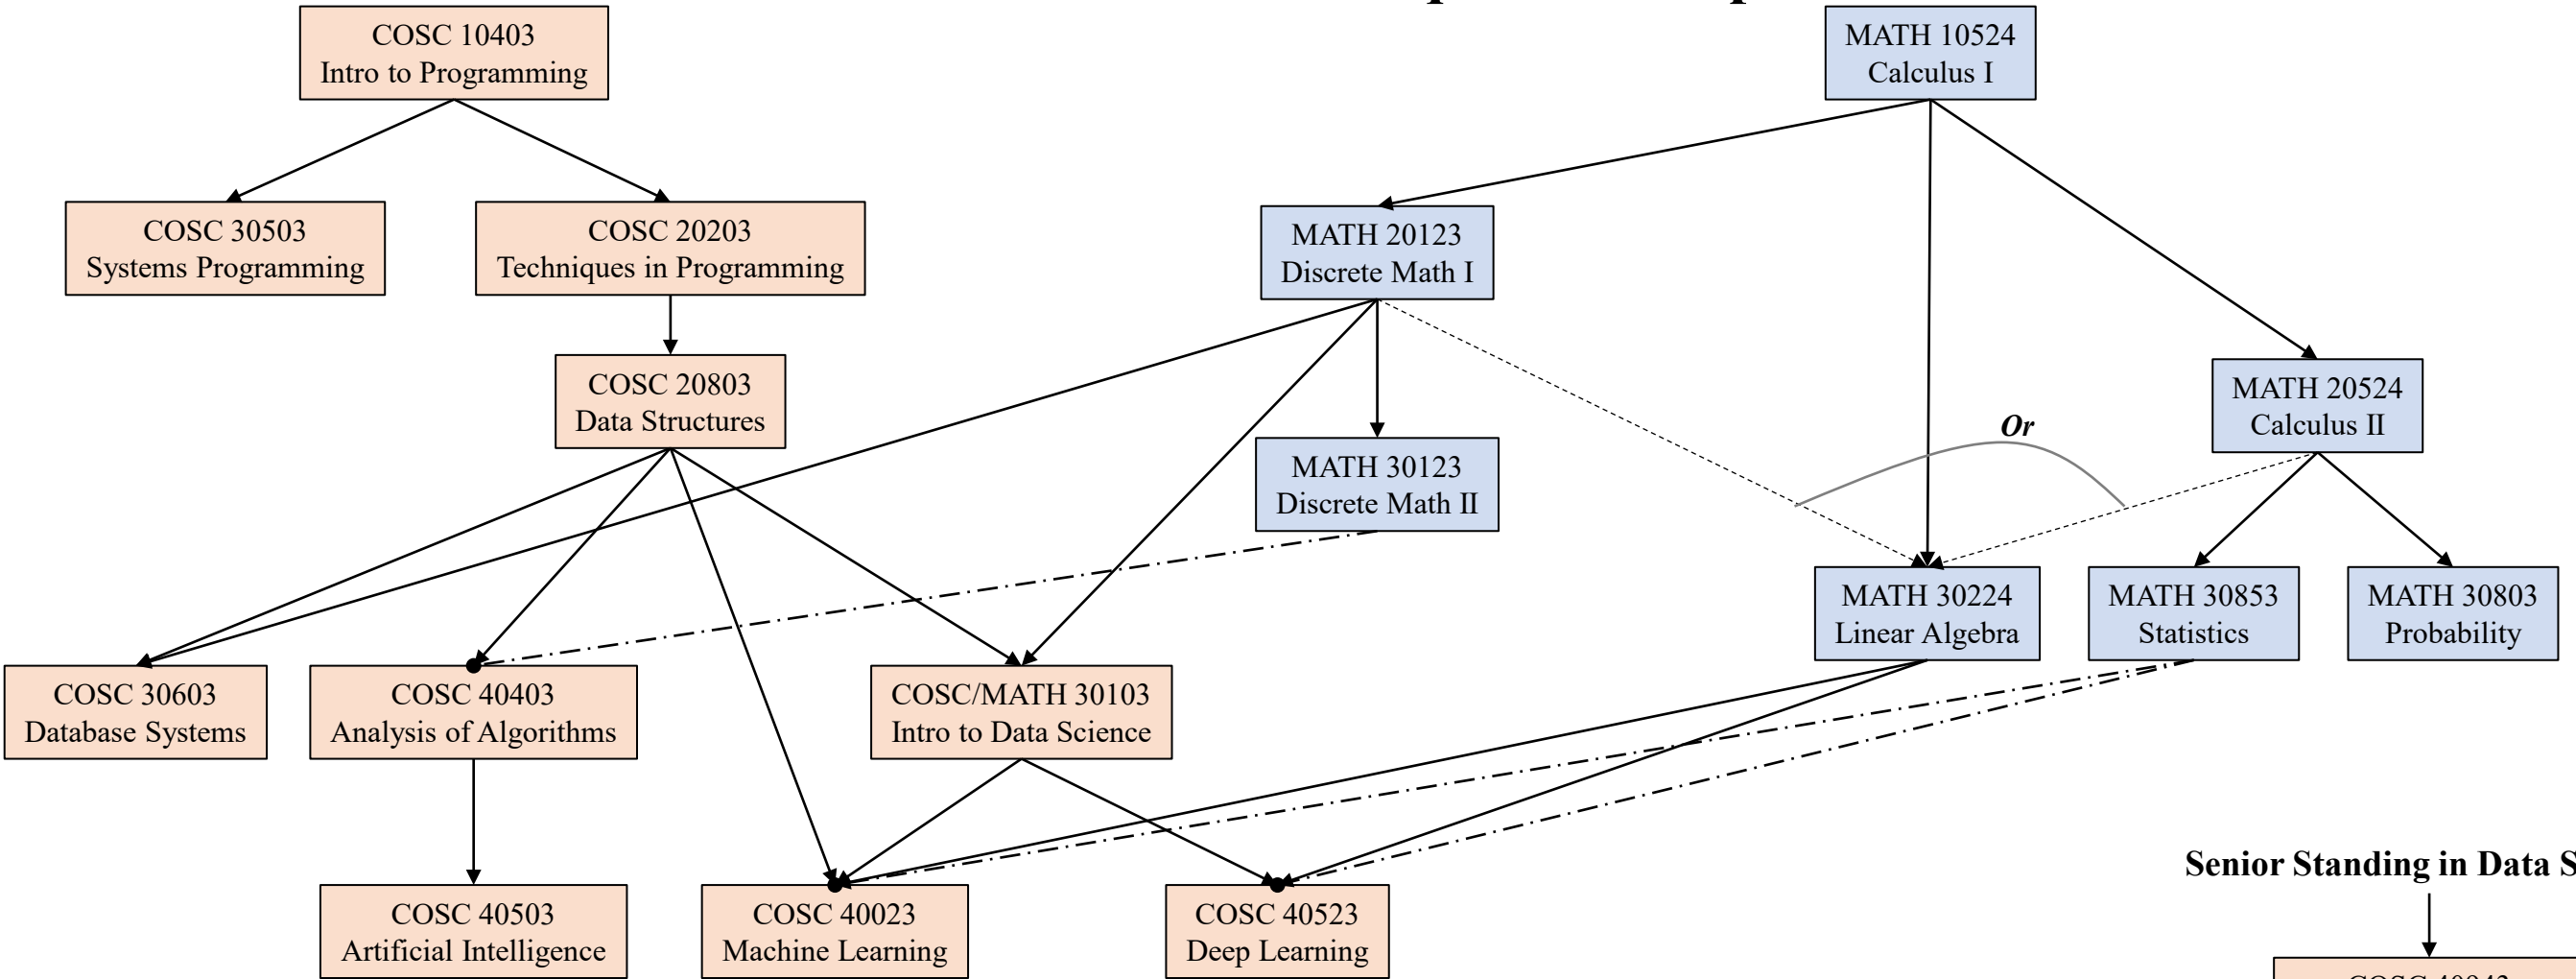 COSC 10403
Intro to Programming
MATH 10524
Calculus I
COSC 30503
Systems Programming
COSC 20203
Techniques in Programming
MATH 20123
Discrete Math I
COSC 20803
Data Structures
MATH 20524
Calculus II
Or
MATH 30123
Discrete Math II
MATH 30224
Linear Algebra
MATH 30853
Statistics
MATH 30803
Probability
COSC 30603
Database Systems
COSC 40403
Analysis of Algorithms
COSC/MATH 30103
Intro to Data Science
Senior Standing in Data S
COSC 40503
Artificial Intelligence
COSC 40023
Machine Learning
COSC 40523
Deep Learning